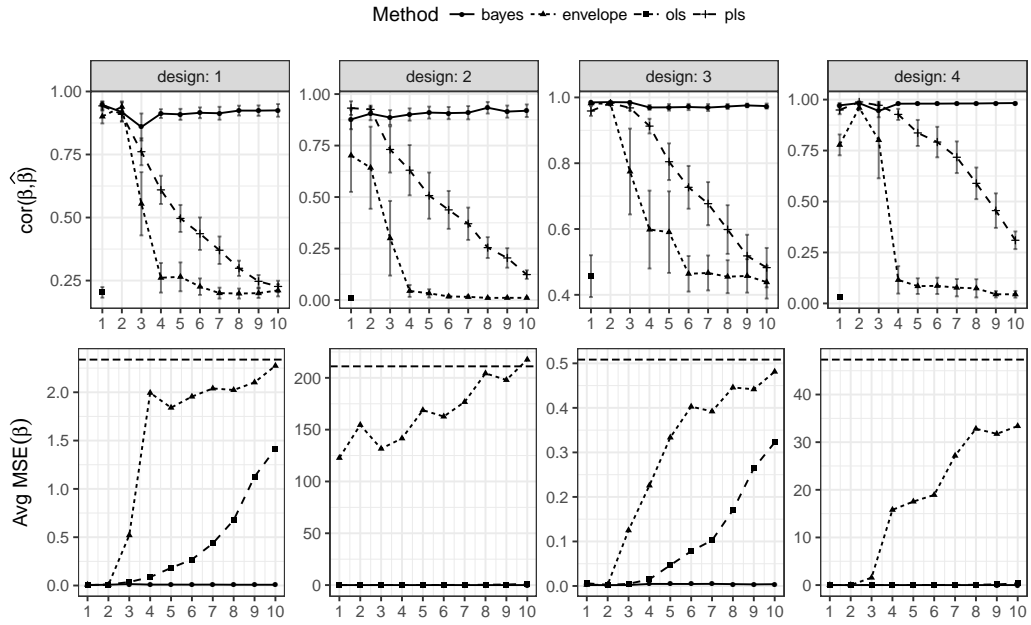 Method bayes envelope ols pls
design: 1 design: 2 design: 3 design: 4
cor(β,β̂)
1.00 0.75 0.50 0.25
1.00 0.75 0.50 0.25 0.00
1.0 0.8 0.6 0.4
1.00 0.75 0.50 0.25 0.00
1 2 3 4 5 6 7 8 9 10 1 2 3 4 5 6 7 8 9 10 1 2 3 4 5 6 7 8 9 10 1 2 3 4 5 6 7 8 9 10
Avg MSE(β)
2.0 1.5 1.0 0.5 0.0
200 150 100 50 0
0.5 0.4 0.3 0.2 0.1 0.0
40 30 20 10 0
1 2 3 4 5 6 7 8 9 10 1 2 3 4 5 6 7 8 9 10 1 2 3 4 5 6 7 8 9 10 1 2 3 4 5 6 7 8 9 10